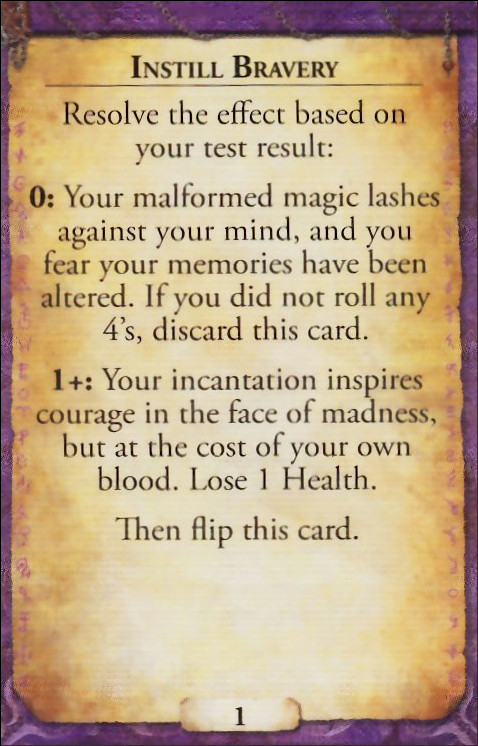 INSTILL BRAVERY
Resolve the effect based on
your test result:
0: Your malformed magic lashes
against your mind, and you
fear your memories have been
altered. If you did not roll any
4's, discard this card.
1+: Your incantation inspires
courage in the face of madness,
but at the cost of your own
blood. Lose 1 Health.
Then flip this card.
1